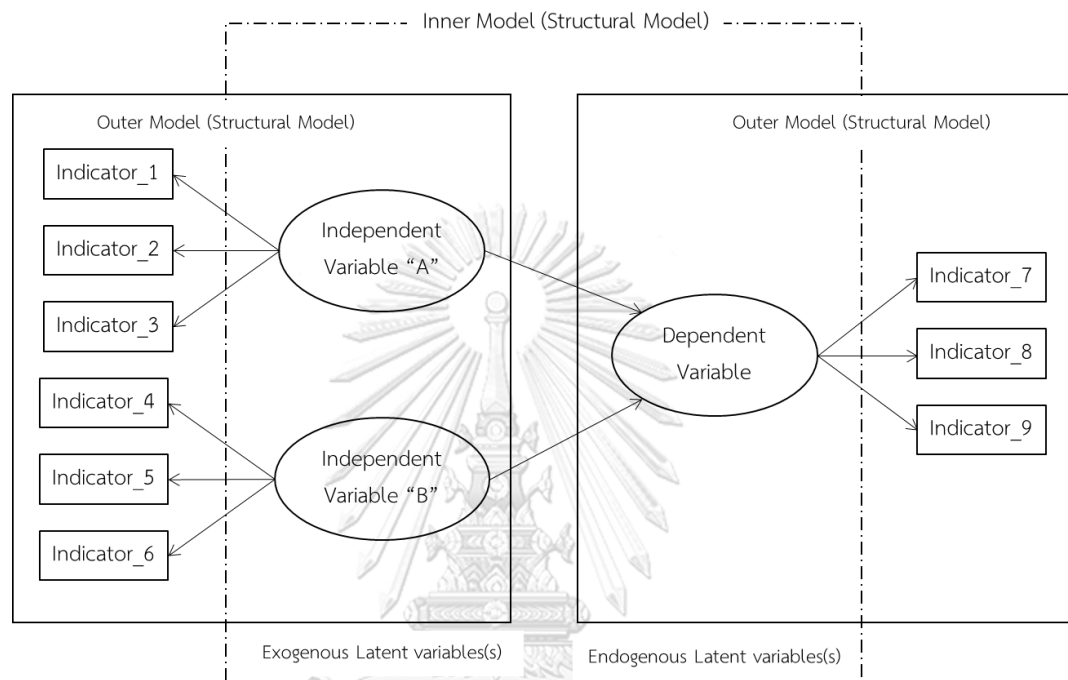 Inner Model (Structural Model)
Outer Model (Structural Model)
Indicator_1
Indicator_2
Indicator_3
Indicator_4
Indicator_5
Indicator_6
Independent
Variable “A”
Independent
Variable “B”
Exogenous Latent variables(s)
Outer Model (Structural Model)
Dependent
Variable
Indicator_7
Indicator_8
Indicator_9
Endogenous Latent variables(s)